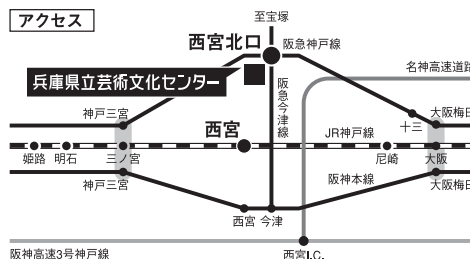 アクセス
至宝塚
西宮北口
阪急神戸線
名神高速道路
兵庫県立芸術文化センター
阪急今津線
神戸三宮
十三
大阪梅田
西宮
JR神戸線
姫路
明石
三ノ宮
尼崎
大阪
神戸三宮
阪神本線
大阪梅田
西宮
今津
阪神高速3号神戸線
西宮I.C.